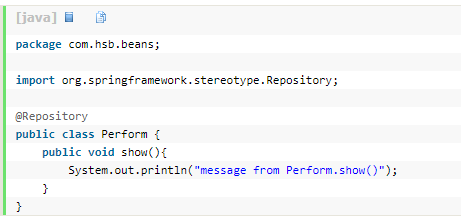 [java]
package com.hsb.beans;
import org.springframework.stereotype.Repository;
@Repository
public class Perform {
    public void show(){
        System.out.println("message from Perform.show()");
    }
}